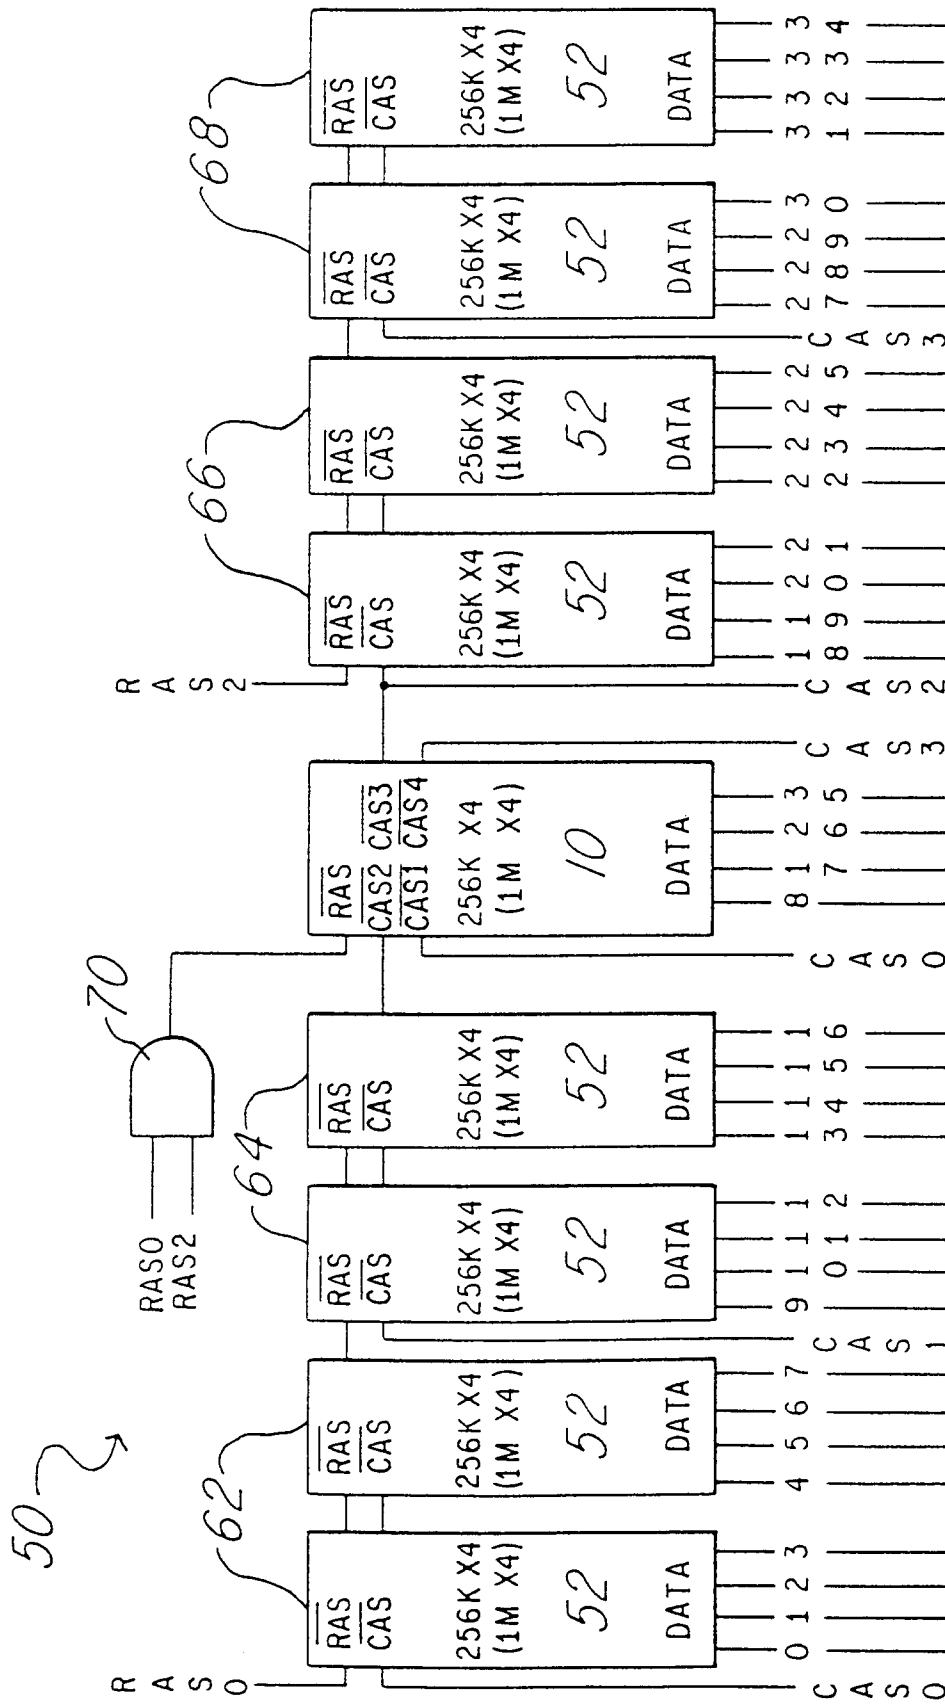 50
70
RAS0
RAS2
62
64
66
68
RAS0
RAS2
RAS
CAS
256K X4
(1M X4)
52
DATA
RAS
CAS
256K X4
(1M X4)
52
DATA
RAS
CAS
256K X4
(1M X4)
52
DATA
RAS
CAS
256K X4
(1M X4)
52
DATA
RAS
CAS2 CAS3
CAS1 CAS4
256K X4
(1M X4)
10
DATA
RAS
CAS
256K X4
(1M X4)
52
DATA
RAS
CAS
256K X4
(1M X4)
52
DATA
RAS
CAS
256K X4
(1M X4)
52
DATA
RAS
CAS
256K X4
(1M X4)
52
DATA
CAS0 0 1 2 3 4 5 6 7 CAS1 9 10 11 12 13 14 15 16 CAS0 8 17 26 35 CAS3 CAS2 18 19 20 21 22 23 24 25 CAS3 27 28 29 30 31 32 33 34